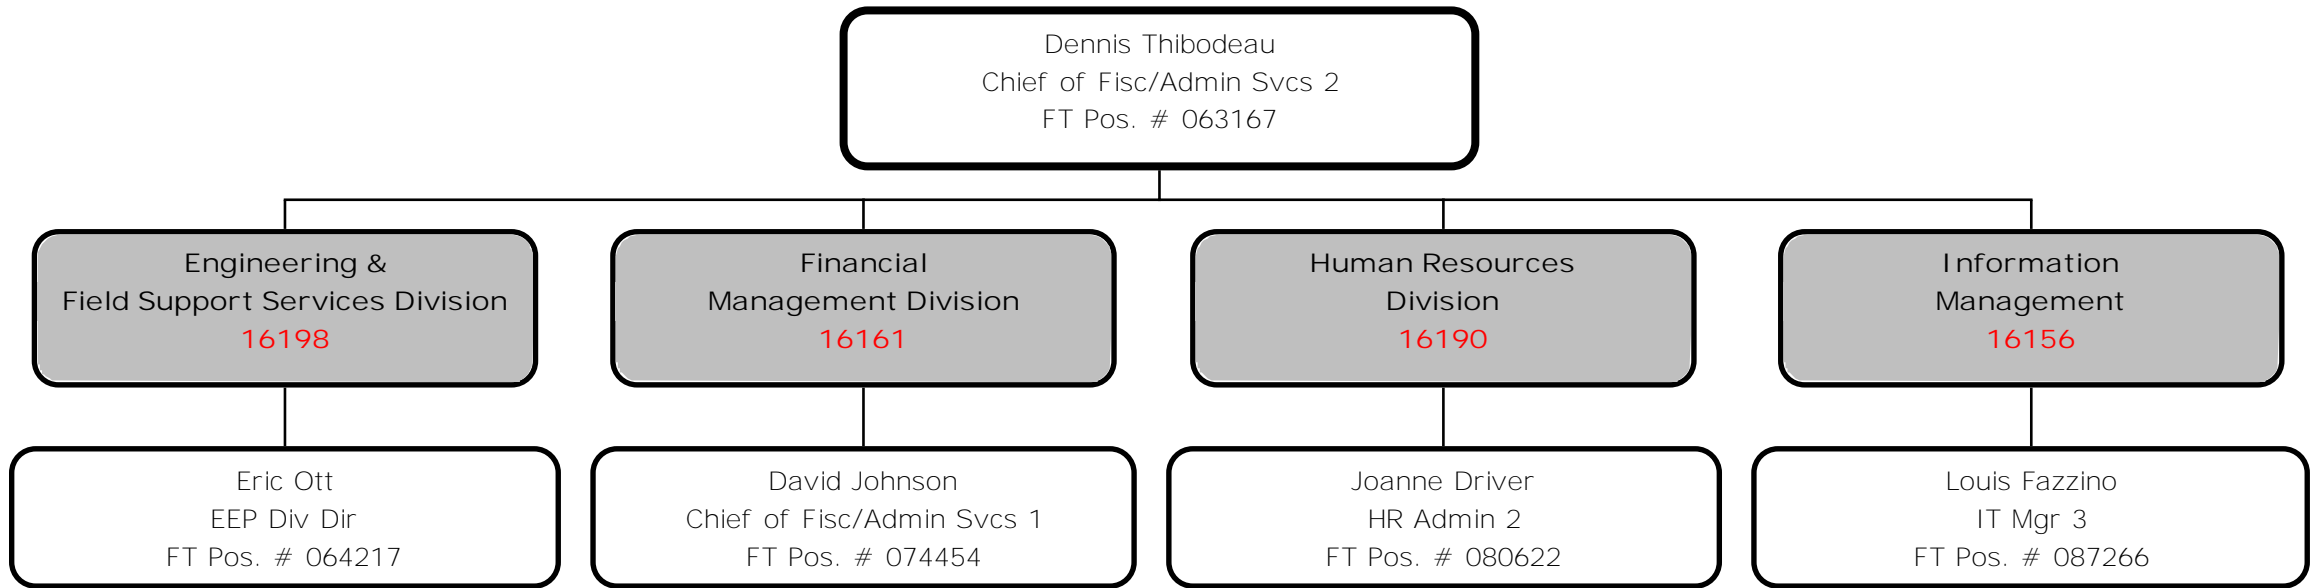 Dennis Thibodeau
Chief of Fisc/Admin Svcs 2
FT Pos. # 063167
Engineering &
Field Support Services Division
16198
Financial
Management Division
16161
Human Resources
Division
16190
Information
Management
16156
Eric Ott
EEP Div Dir
FT Pos. # 064217
David Johnson
Chief of Fisc/Admin Svcs 1
FT Pos. # 074454
Joanne Driver
HR Admin 2
FT Pos. # 080622
Louis Fazzino
IT Mgr 3
FT Pos. # 087266